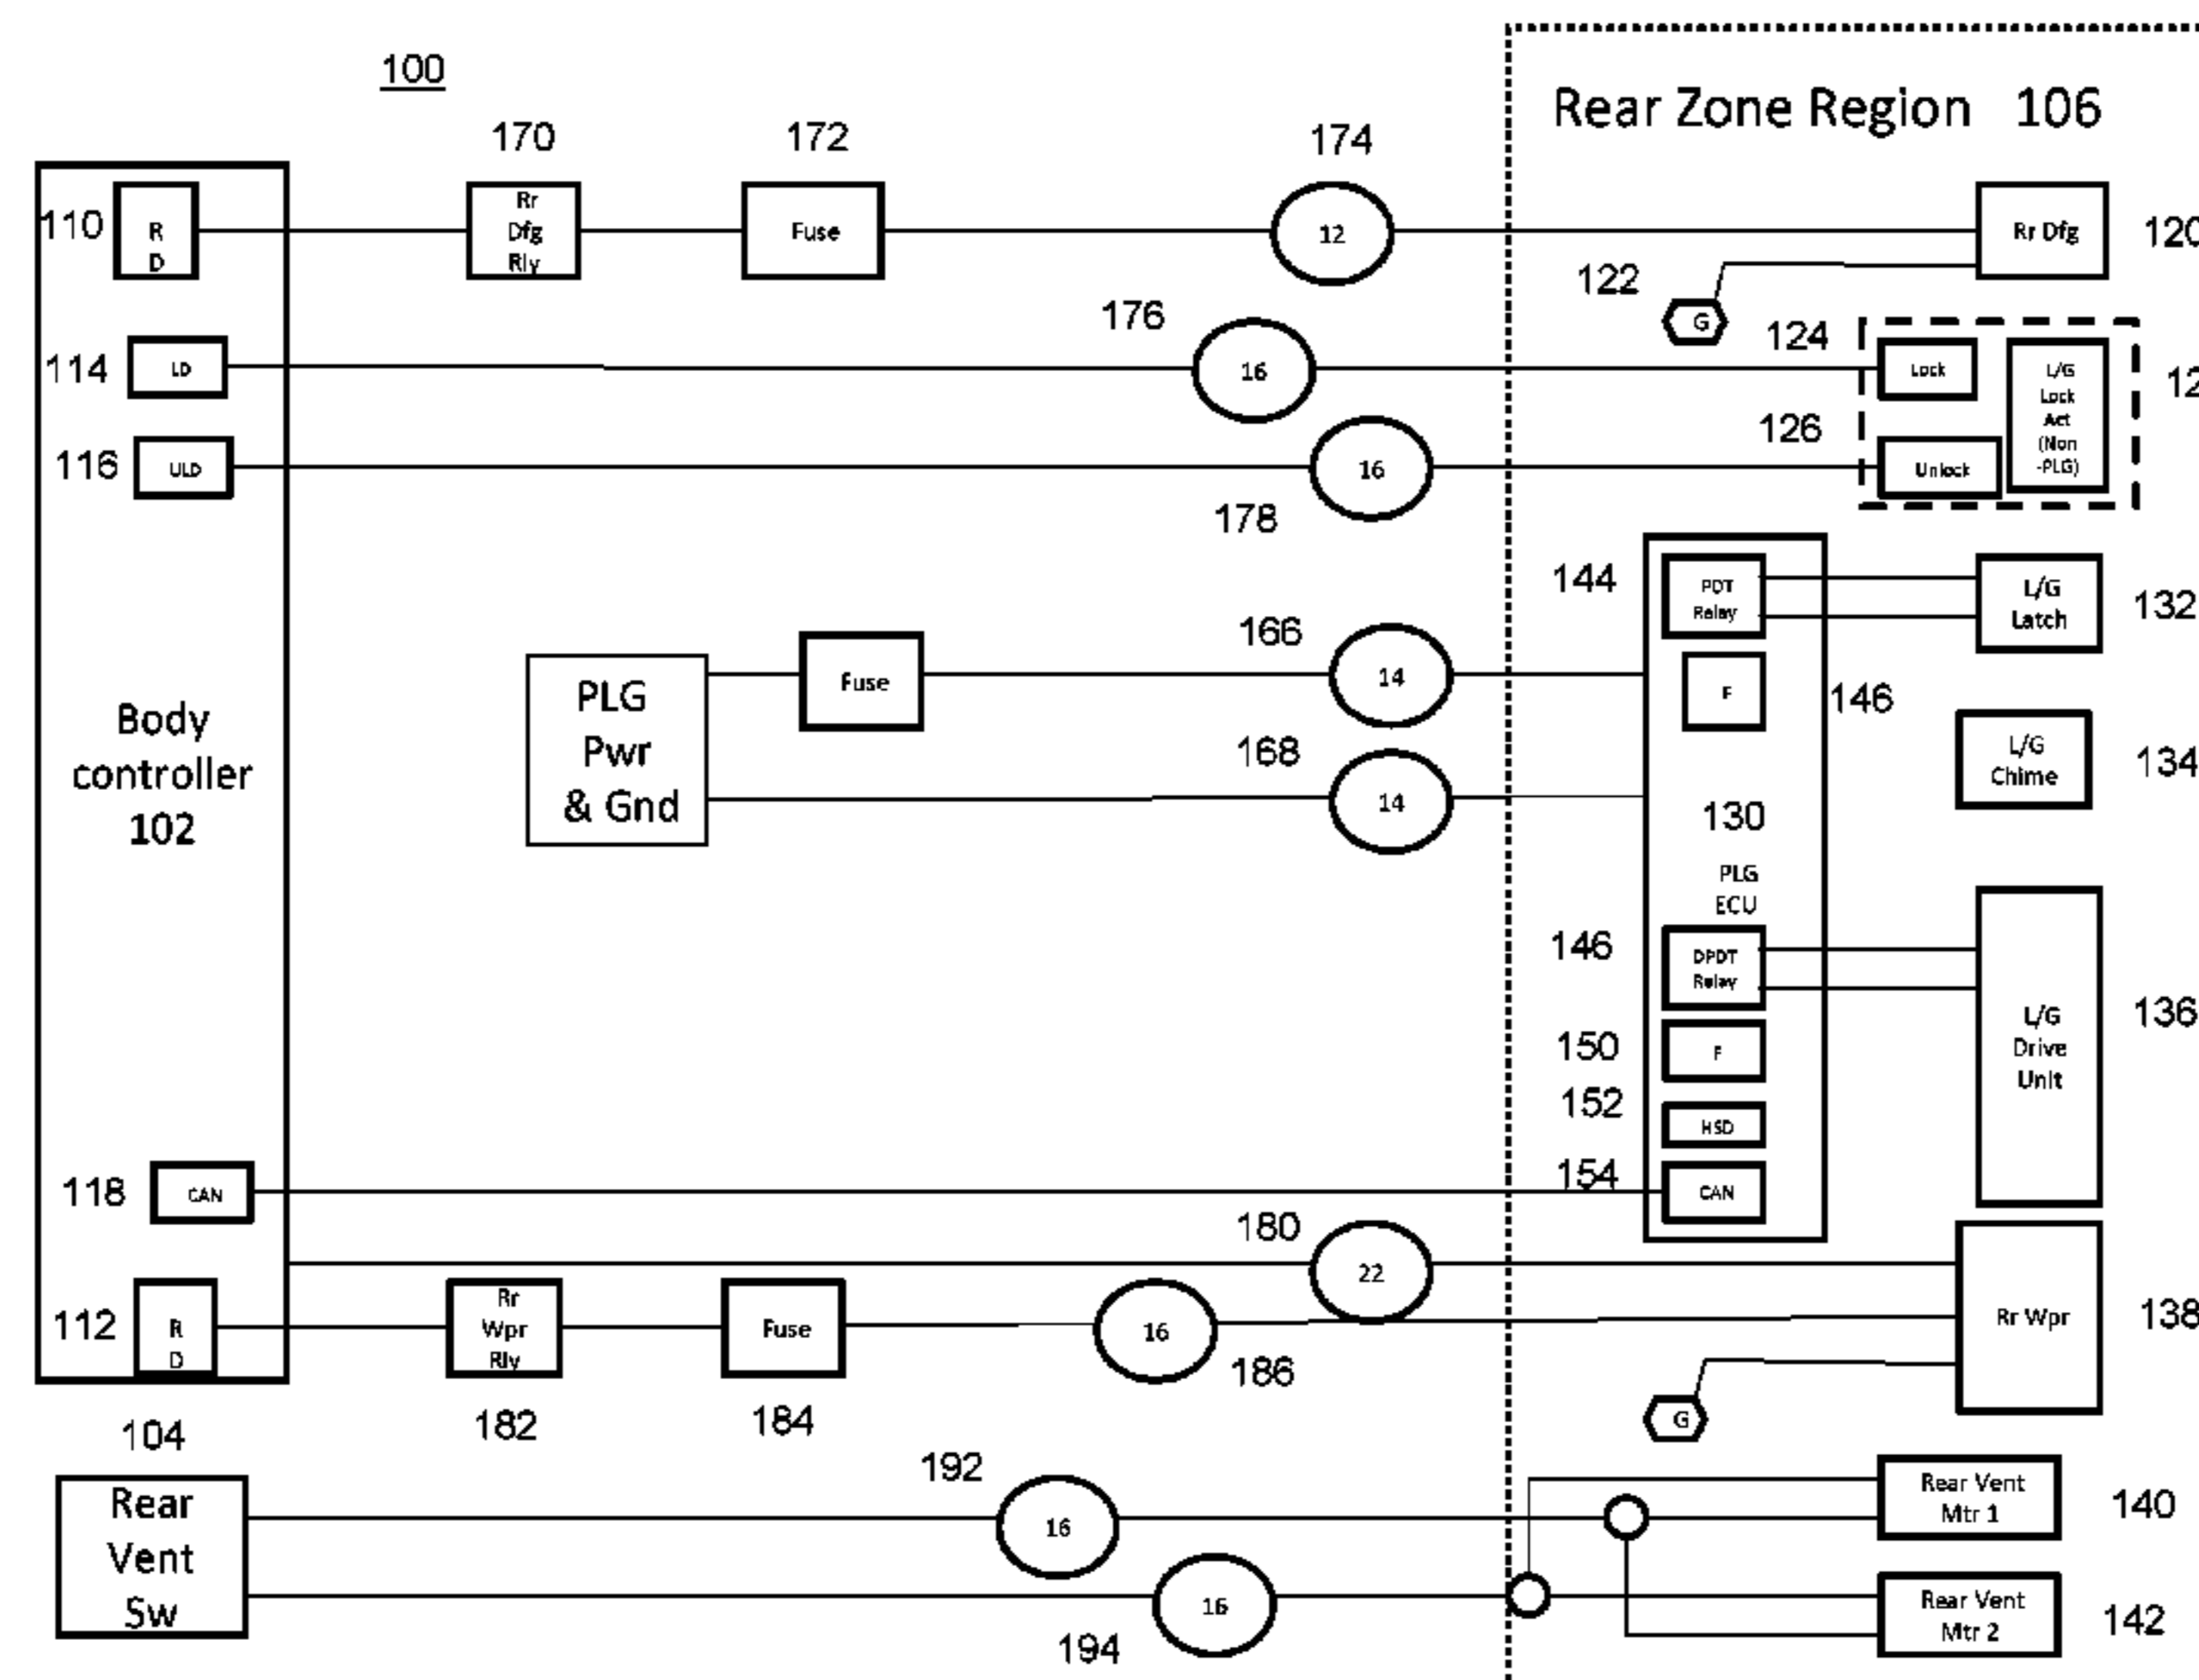 100
Rear Zone Region 106
170
172
174
110
R
D
Rr
Dfg
Rly
Fuse
12
Rr Dfg
120
122
G
176
124
114
LD
16
Lock
L/G
Lock
Act
(Non
-PLG)
12
126
116
ULD
16
Unlock
178
144
PDT
Relay
L/G
Latch
132
166
PLG
Pwr
& Gnd
Fuse
14
F
146
168
14
L/G
Chime
134
Body
controller
102
130
PLG
ECU
146
DPDT
Relay
L/G
Drive
Unit
136
150
F
152
HSD
118
CAN
154
CAN
180
22
112
R
D
Rr
Wpr
Rly
Fuse
16
186
Rr Wpr
138
182
184
G
104
Rear
Vent
Sw
192
16
Rear Vent
Mtr 1
140
16
194
Rear Vent
Mtr 2
142